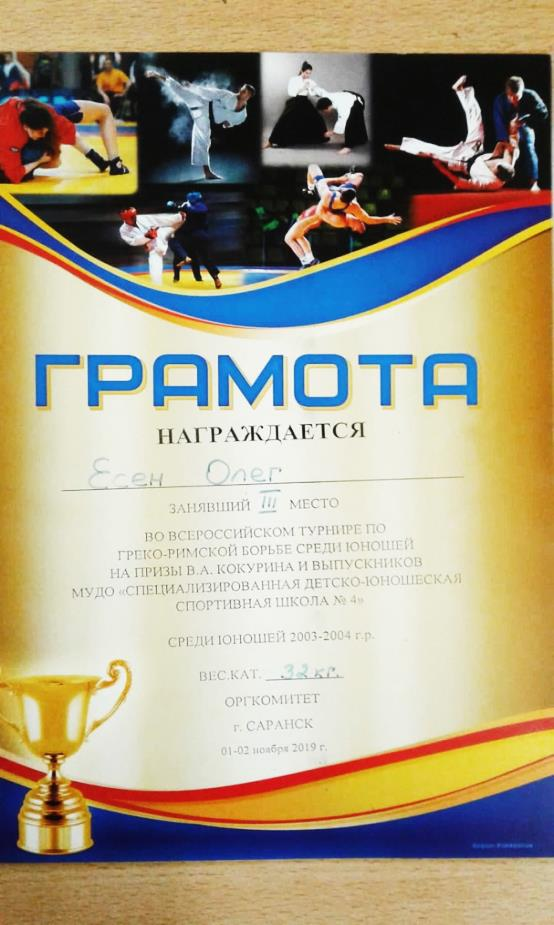 ГРАМОТА
НАГРАЖДАЕТСЯ
Есен Олег
ЗАНЯВШИЙ III МЕСТО
ВО ВСЕРОССИЙСКОМ ТУРНИРЕ ПО
ГРЕКО-РИМСКОЙ БОРЬБЕ СРЕДИ ЮНОШЕЙ
НА ПРИЗЫ В.А. КОКУРИНА И ВЫПУСКНИКОВ
МУДО «СПЕЦИАЛИЗИРОВАННАЯ ДЕТСКО-ЮНОШЕСКАЯ
СПОРТИВНАЯ ШКОЛА № 4»
СРЕДИ ЮНОШЕЙ 2003-2004 г.р.
ВЕС.КАТ. 32 кг.
ОРГКОМИТЕТ
г. САРАНСК
01-02 ноября 2019 г.